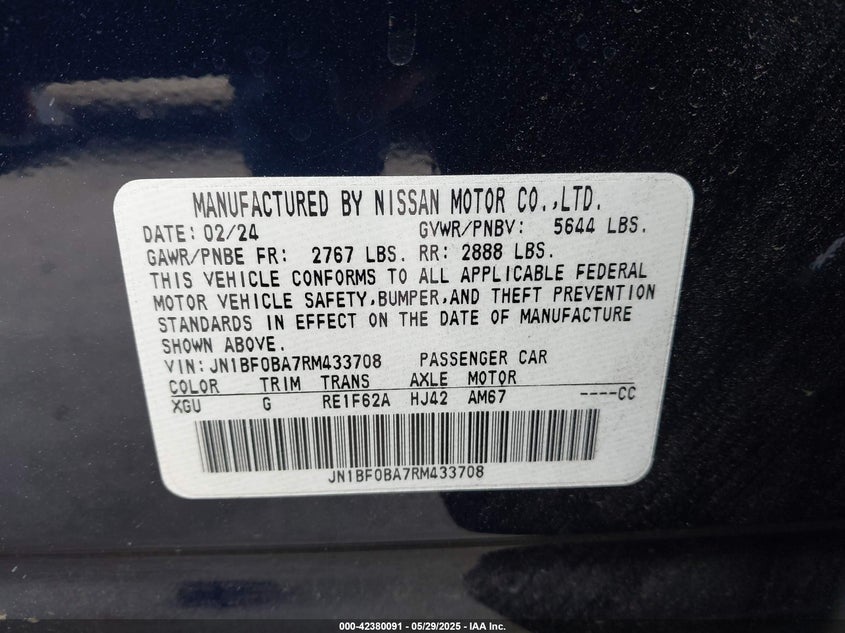 MANUFACTURED BY NISSAN MOTOR CO.,LTD.
DATE: 02/24 GVWR/PNBV: 5644 LBS.
GAWR/PNBE FR: 2767 LBS. RR: 2888 LBS.
THIS VEHICLE CONFORMS TO ALL APPLICABLE FEDERAL
MOTOR VEHICLE SAFETY,BUMPER,AND THEFT PREVENTION
STANDARDS IN EFFECT ON THE DATE OF MANUFACTURE
SHOWN ABOVE.
VIN: JN1BF0BA7RM433708 PASSENGER CAR
COLOR TRIM TRANS AXLE MOTOR
XGU G RE1F62A HJ42 AM67 ----CC
JN1BF0BA7RM433708
000-42380091 - 05/29/2025 - IAA Inc.